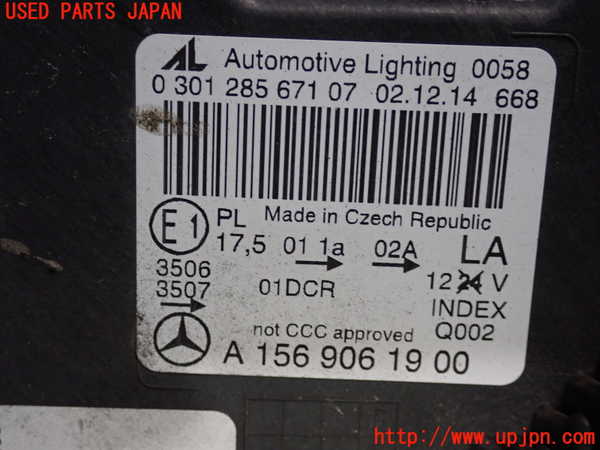 USED PARTS JAPAN
AL Automotive Lighting 0058
0 301 285 671 07 02.12.14 668
E1 PL Made in Czech Republic
17,5 01 1a 02A LA
3506 12 24 V
3507 01DCR INDEX
not CCC approved Q002
A 156 906 19 00
http://www.upjpn.com/